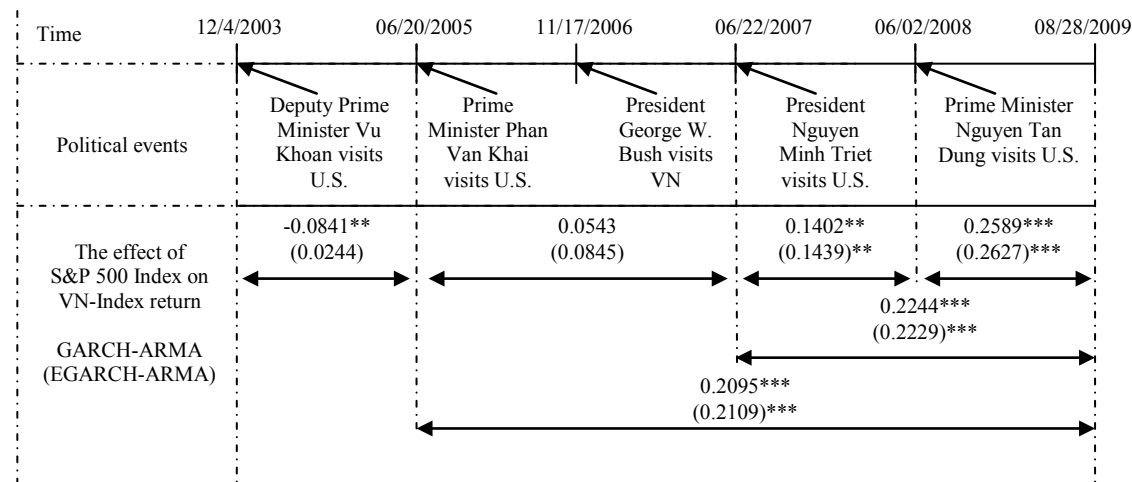 Time 12/4/2003 06/20/2005 11/17/2006 06/22/2007 06/02/2008 08/28/2009
Political events
Deputy Prime
Minister Vu
Khoan visits
U.S.
Prime
Minister Phan
Van Khai
visits U.S.
President
George W.
Bush visits
VN
President
Nguyen
Minh Triet
visits U.S.
Prime Minister
Nguyen Tan
Dung visits U.S.
The effect of
S&P 500 Index on
VN-Index return
GARCH-ARMA
(EGARCH-ARMA)
-0.0841**
(0.0244)
0.0543
(0.0845)
0.1402**
(0.1439)**
0.2589***
(0.2627)***
0.2244***
(0.2229)***
0.2095***
(0.2109)***